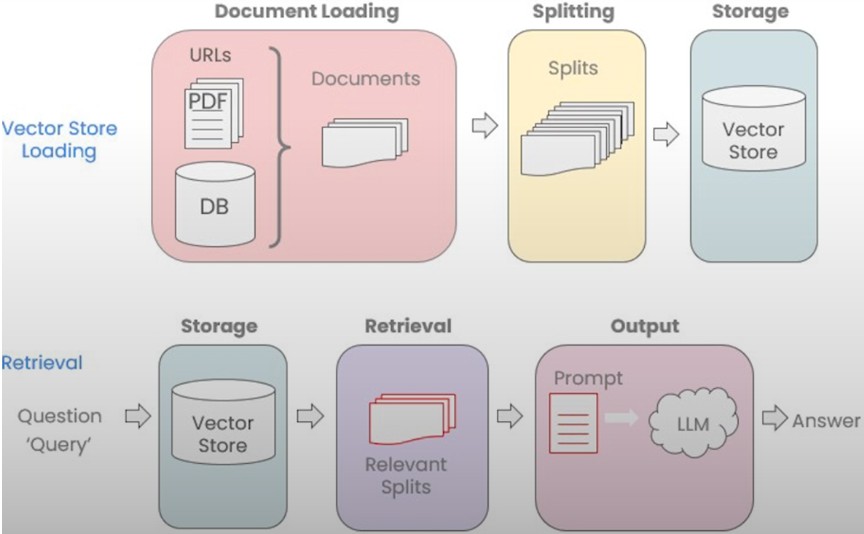 Document Loading
Splitting
Storage
URLs
PDF
DB
Documents
Splits
Vector
Store
Vector Store
Loading
Storage
Retrieval
Output
Retrieval
Question
‘Query’
Vector
Store
Relevant
Splits
Prompt
LLM
Answer